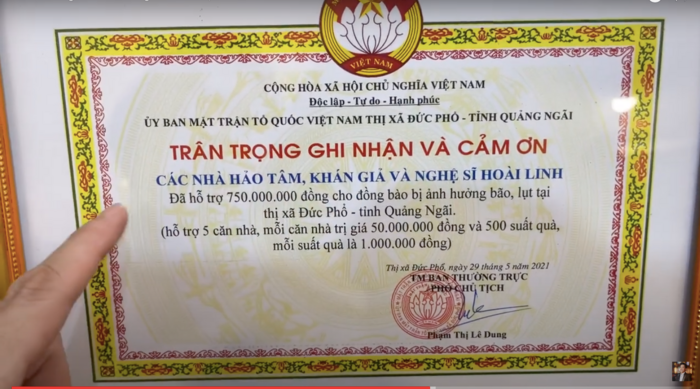 VIỆT NAM
CỘNG HÒA XÃ HỘI CHỦ NGHĨA VIỆT NAM
Độc lập - Tự do - Hạnh phúc
ỦY BAN MẶT TRẬN TỔ QUỐC VIỆT NAM THỊ XÃ ĐỨC PHỔ - TỈNH QUẢNG NGÃI
TRÂN TRỌNG GHI NHẬN VÀ CẢM ƠN
CÁC NHÀ HẢO TÂM, KHÁN GIẢ VÀ NGHỆ SĨ HOÀI LINH
Đã hỗ trợ 750.000.000 đồng cho đồng bào bị ảnh hưởng bão, lụt tại
thị xã Đức Phổ - tỉnh Quảng Ngãi.
(hỗ trợ 5 căn nhà, mỗi căn nhà trị giá 50.000.000 đồng và 500 suất quà,
mỗi suất quà là 1.000.000 đồng)
Thị xã Đức Phổ, ngày 29 tháng 5 năm 2021
TM BAN THƯỜNG TRỰC
PHÓ CHỦ TỊCH
Phạm Thị Lê Dung